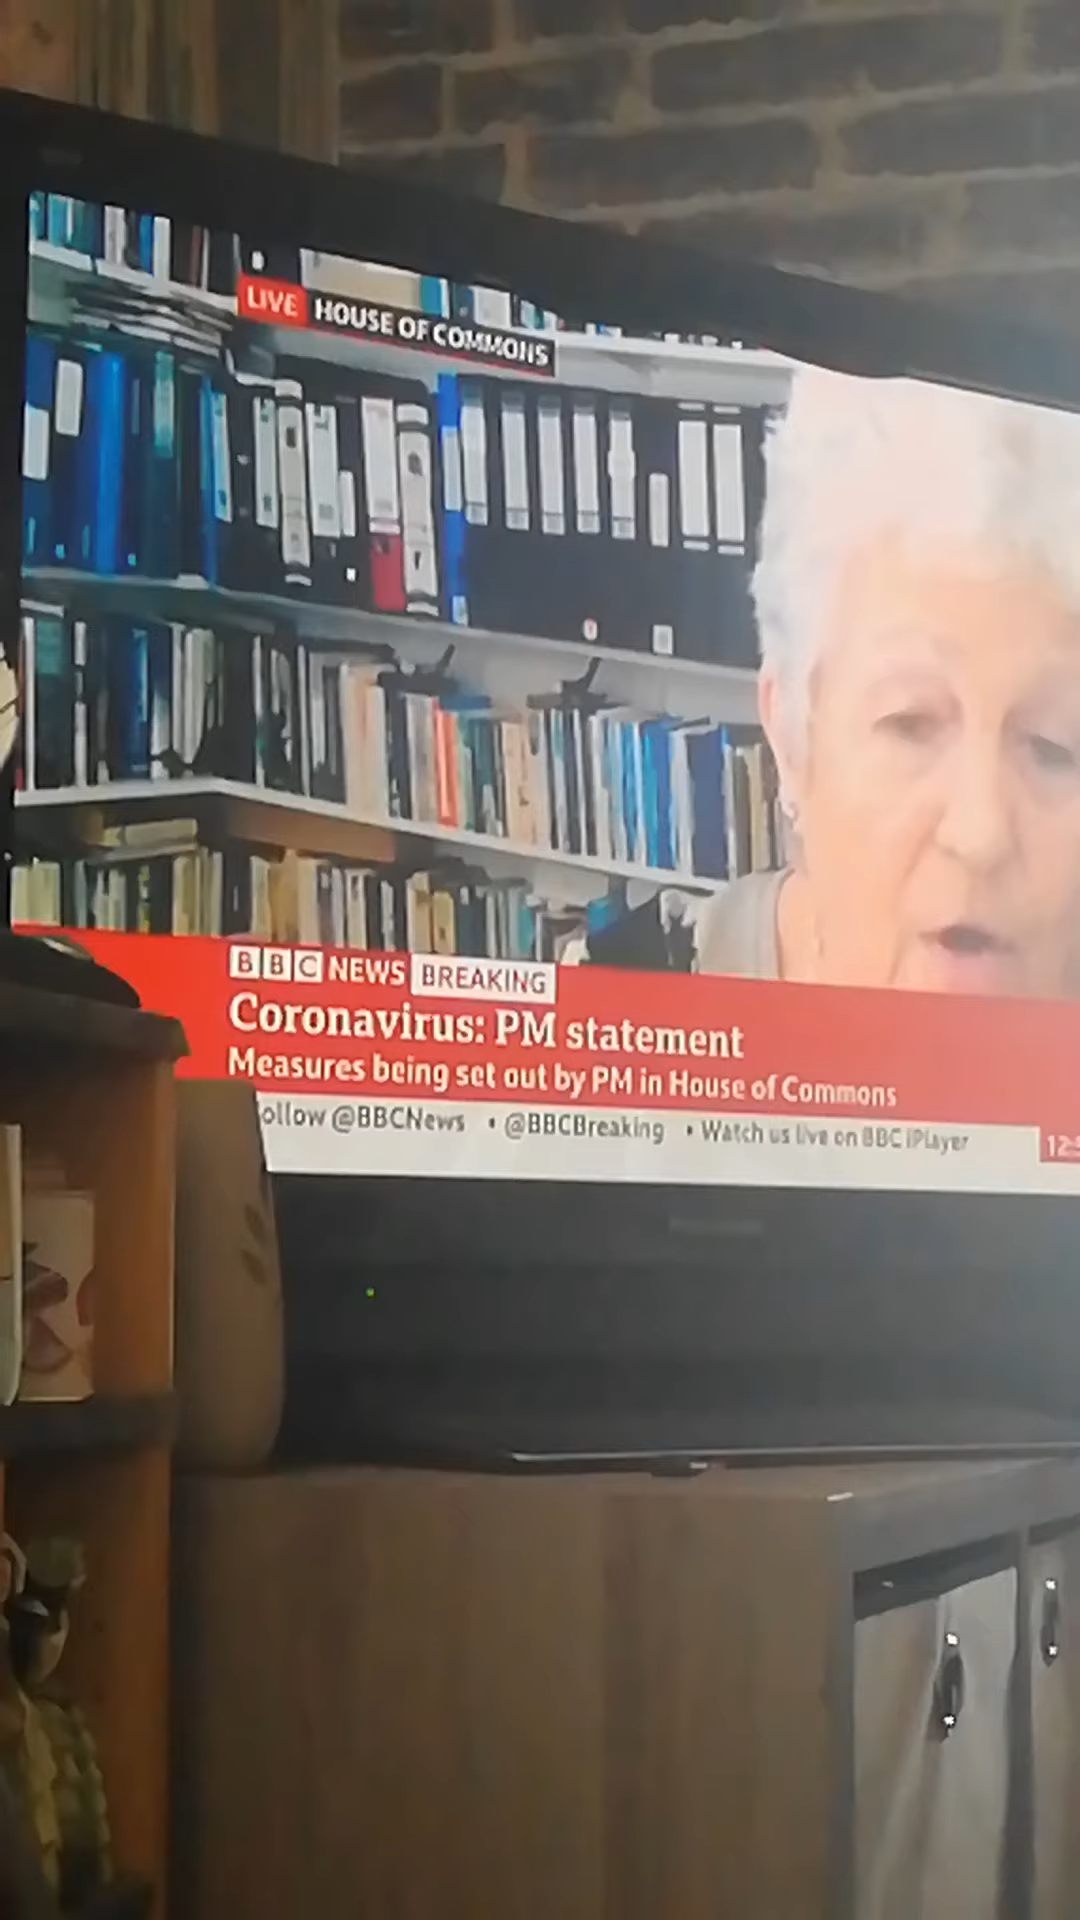 LIVE HOUSE OF COMMONS
BBC NEWS BREAKING
Coronavirus: PM statement
Measures being set out by PM in House of Commons
ollow @BBCNews • @BBCBreaking • Watch us live on BBC iPlayer